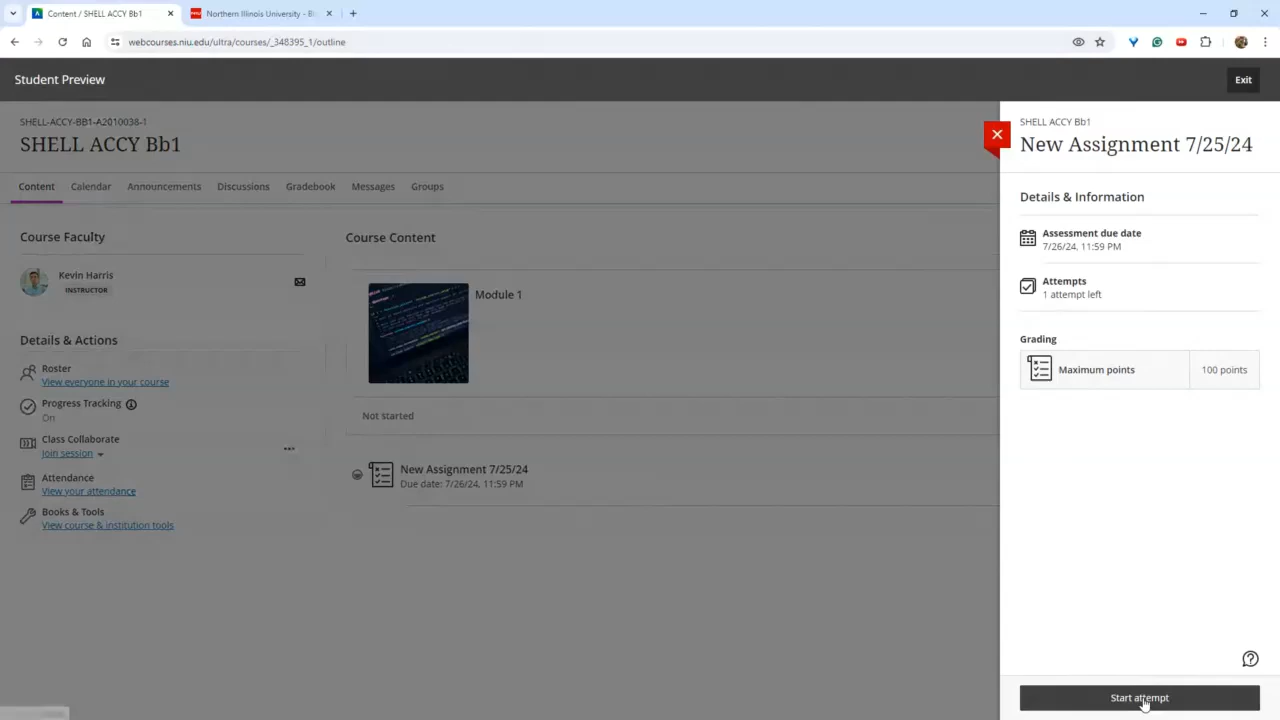 Content / SHELL ACCY Bb1
Northern Illinois University - B
webcourses.niu.edu/ultra/courses/_348395_1/outline
Student Preview
Exit
SHELL-ACCY-BB1-A2010038-1
SHELL ACCY Bb1
Content
Calendar
Announcements
Discussions
Gradebook
Messages
Groups
Course Faculty
Kevin Harris
INSTRUCTOR
Details & Actions
Roster
View everyone in your course
Progress Tracking
On
Class Collaborate
Join session
Attendance
View your attendance
Books & Tools
View course & institution tools
Course Content
Module 1
Not started
New Assignment 7/25/24
Due date: 7/26/24, 11:59 PM
SHELL ACCY Bb1
New Assignment 7/25/24
Details & Information
Assessment due date
7/26/24, 11:59 PM
Attempts
1 attempt left
Grading
Maximum points
100 points
Start attempt